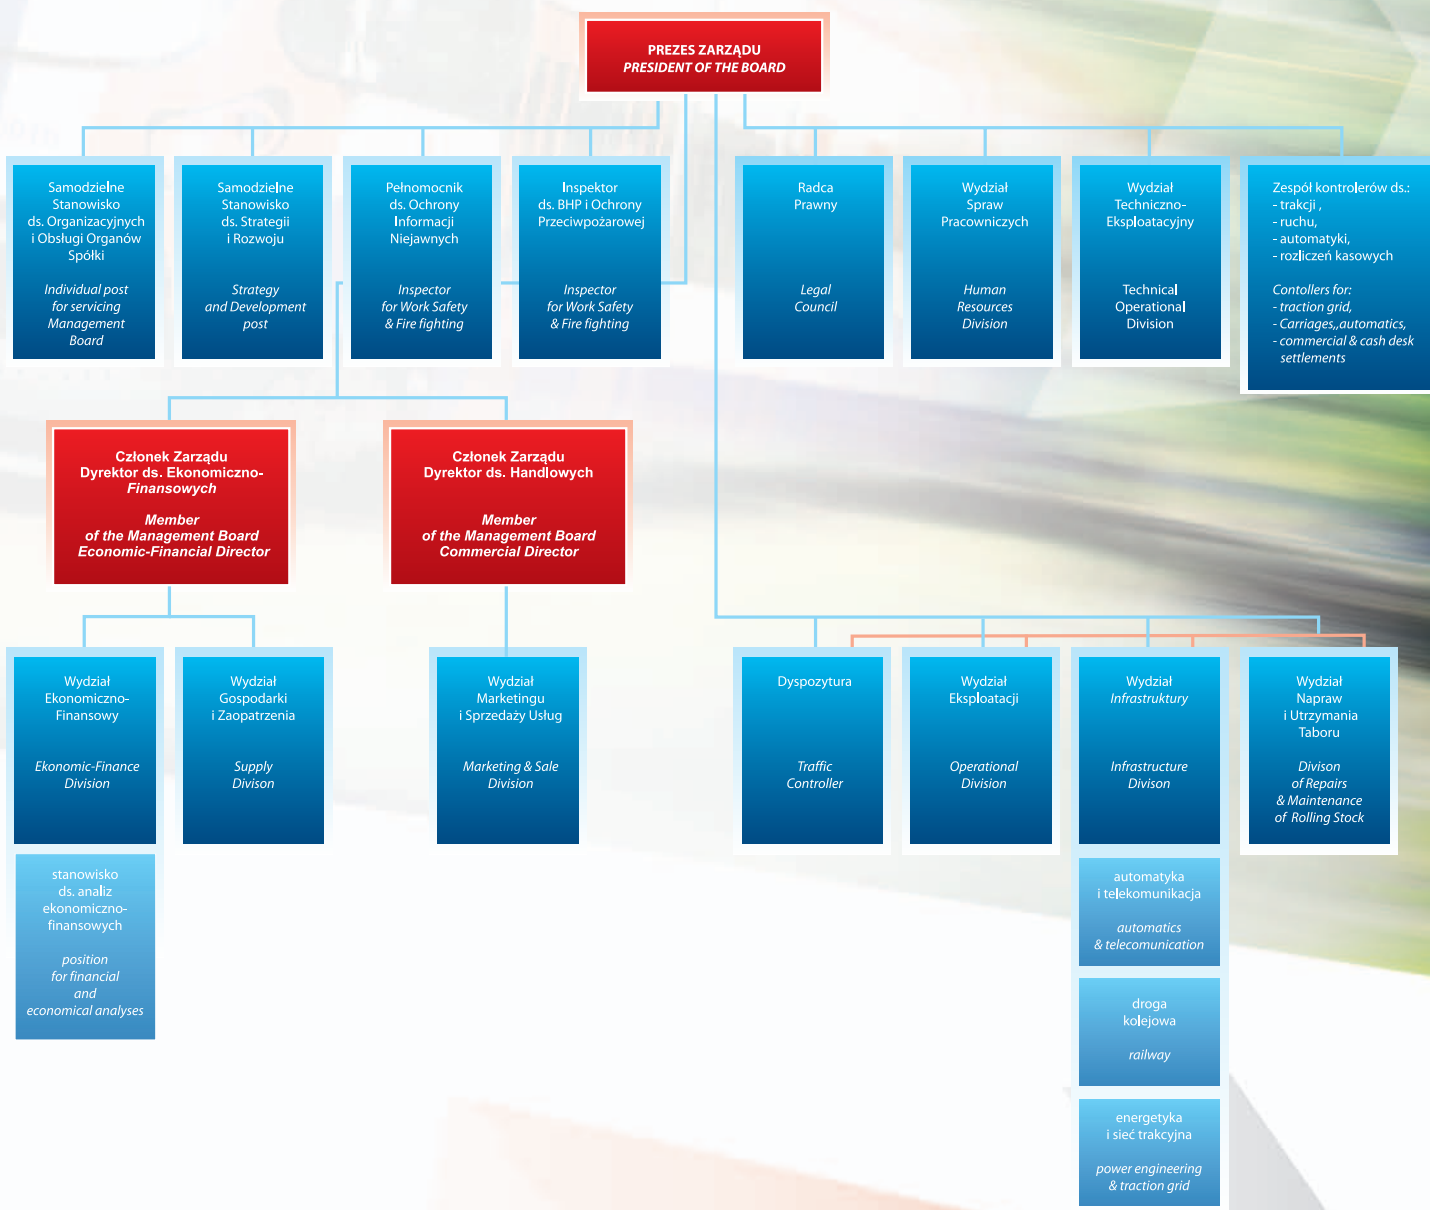 PREZES ZARZĄDU
PRESIDENT OF THE BOARD
Samodzielne
Stanowisko
ds. Organizacyjnych
i Obsługi Organów
Spółki
Individual post
for servicing
Management
Board
Samodzielne
Stanowisko
ds. Strategii
i Rozwoju
Strategy
and Development
post
Pełnomocnik
ds. Ochrony
Informacji
Niejawnych
Inspector
for Work Safety
& Fire fighting
Inspektor
ds. BHP i Ochrony
Przeciwpożarowej
Inspector
for Work Safety
& Fire fighting
Radca
Prawny
Legal
Council
Wydział
Spraw
Pracowniczych
Human
Resources
Division
Wydział
Techniczno-
Eksploatacyjny
Technical
Operational
Division
Zespół kontrolerów ds.:
- trakcji ,
- ruchu,
- automatyki,
- rozliczeń kasowych
Contollers for:
- traction grid,
- Carriages,,automatics,
- commercial & cash desk
settlements
Członek Zarządu
Dyrektor ds. Ekonomiczno-
Finansowych
Member
of the Management Board
Economic-Financial Director
Członek Zarządu
Dyrektor ds. Handlowych
Member
of the Management Board
Commercial Director
Wydział
Ekonomiczno-
Finansowy
Ekonomic-Finance
Division
Wydział
Gospodarki
i Zaopatrzenia
Supply
Divison
Wydział
Marketingu
i Sprzedaży Usług
Marketing & Sale
Division
Dyspozytura
Traffic
Controller
Wydział
Eksploatacji
Operational
Division
Wydział
Infrastruktury
Infrastructure
Divison
Wydział
Napraw
i Utrzymania
Taboru
Divison
of Repairs
& Maintenance
of Rolling Stock
stanowisko
ds. analiz
ekonomiczno-
finansowych
position
for financial
and
economical analyses
automatyka
i telekomunikacja
automatics
& telecomunication
droga
kolejowa
railway
energetyka
i sieć trakcyjna
power engineering
& traction grid